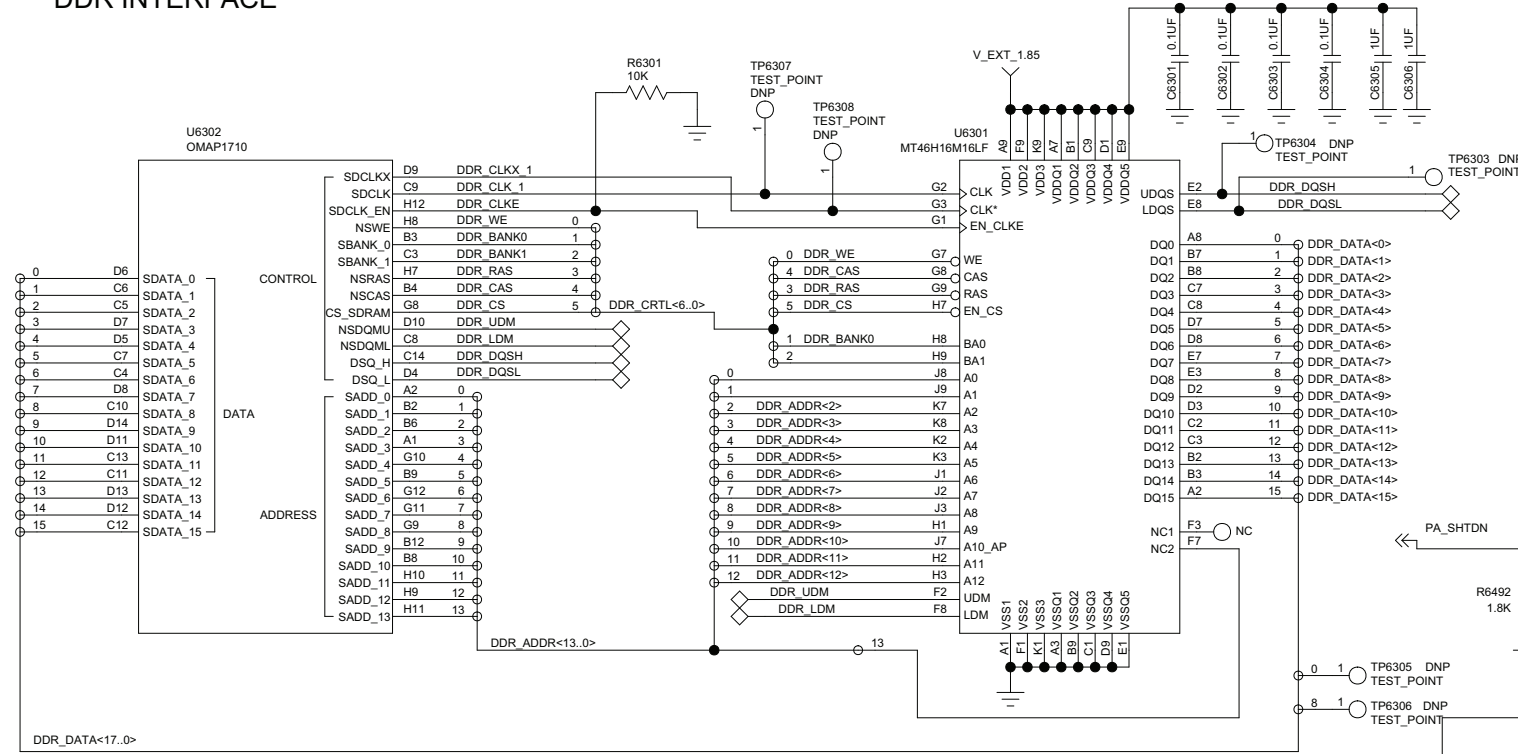 DDR INTERFACE
R6301
10K
TP6307
TEST_POINT
DNP
1
TP6308
TEST_POINT
DNP
1
V_EXT_1.85
C6301 0.1UF
C6302 0.1UF
C6303 0.1UF
C6304 0.1UF
C6305 1UF
C6306 1UF
U6302
OMAP1710
U6301
MT46H16M16LF
A9 F9 K9 A7 B1 C9 D1 E9
VDD1 VD2 VDD3 VDDQ1 VDDQ2 VDDQ3 VDDQ4 VDDQ5
1 TP6304 DNP
TEST_POINT
1 TP6303 DNP
TEST_POINT
CONTROL
SDCLKX D9 DDR_CLKX_1
SDCLK C9 DDR_CLK_1
SDCLK_EN H12 DDR_CLKE
NSWE H8 DDR_WE 0
SBANK_0 B3 DDR_BANK0 1
SBANK_1 C3 DDR_BANK1 2
NSRAS H7 DDR_RAS 3
NSCAS B4 DDR_CAS 4
CS_SDRAM G8 DDR_CS 5 DDR_CRTL<6..0>
NSDQMU D10 DDR_UDM
NSDQML C8 DDR_LDM
DSQ_H C14 DDR_DQSH
DSQ_L D4 DDR_DQSL
0 D6 SDATA_0
1 C6 SDATA_1
2 C5 SDATA_2
3 D7 SDATA_3
4 D5 SDATA_4
5 C7 SDATA_5
6 C4 SDATA_6
7 D8 SDATA_7
8 C10 SDATA_8
9 D14 SDATA_9
10 D11 SDATA_10
11 C13 SDATA_11
12 C11 SDATA_12
13 D13 SDATA_13
14 D12 SDATA_14
15 C12 SDATA_15
DATA
ADDRESS
SADD_0 A2 0
SADD_1 B2 1
SADD_2 B6 2
SADD_3 A1 3
SADD_4 G10 4
SADD_5 B9 5
SADD_6 G12 6
SADD_7 G11 7
SADD_8 G9 8
SADD_9 B12 9
SADD_10 B8 10
SADD_11 H10 11
SADD_12 H9 12
SADD_13 H11 13
G2 CLK
G3 CLK*
G1 EN_CLKE
0 DDR_WE G7 WE
4 DDR_CAS G8 CAS
3 DDR_RAS G9 RAS
5 DDR_CS H7 EN_CS
1 DDR_BANK0 H8 BA0
2 H9 BA1
0 J8 A0
1 J9 A1
2 DDR_ADDR<2> K7 A2
3 DDR_ADDR<3> K8 A3
4 DDR_ADDR<4> K2 A4
5 DDR_ADDR<5> K3 A5
6 DDR_ADDR<6> J1 A6
7 DDR_ADDR<7> J2 A7
8 DDR_ADDR<8> J3 A8
9 DDR_ADDR<9> H1 A9
10 DDR_ADDR<10> J7 A10_AP
11 DDR_ADDR<11> H2 A11
12 DDR_ADDR<12> H3 A12
DDR_UDM F2 UDM
DDR_LDM F8 LDM
UDQS E2 DDR_DQSH
LDQS E8 DDR_DQSL
DQ0 A8 0 DDR_DATA<0>
DQ1 B7 1 DDR_DATA<1>
DQ2 B8 2 DDR_DATA<2>
DQ3 C7 3 DDR_DATA<3>
DQ4 C8 4 DDR_DATA<4>
DQ5 D7 5 DDR_DATA<5>
DQ6 D8 6 DDR_DATA<6>
DQ7 E7 7 DDR_DATA<7>
DQ8 E3 8 DDR_DATA<8>
DQ9 D2 9 DDR_DATA<9>
DQ10 D3 10 DDR_DATA<10>
DQ11 C2 11 DDR_DATA<11>
DQ12 C3 12 DDR_DATA<12>
DQ13 B2 13 DDR_DATA<13>
DQ14 B3 14 DDR_DATA<14>
DQ15 A2 15 DDR_DATA<15>
NC1 F3 NC
NC2 F7
PA_SHTDN
R6492
1.8K
VSS1 VSS2 VSS3 VSSQ1 VSSQ2 VSSQ3 VSSQ4 VSSQ5
A1 F1 K1 A3 B9 C1 D9 E1
DDR_ADDR<13..0>
13
0 1 TP6305 DNP
TEST_POINT
8 1 TP6306 DNP
TEST_POINT
DDR_DATA<17..0>